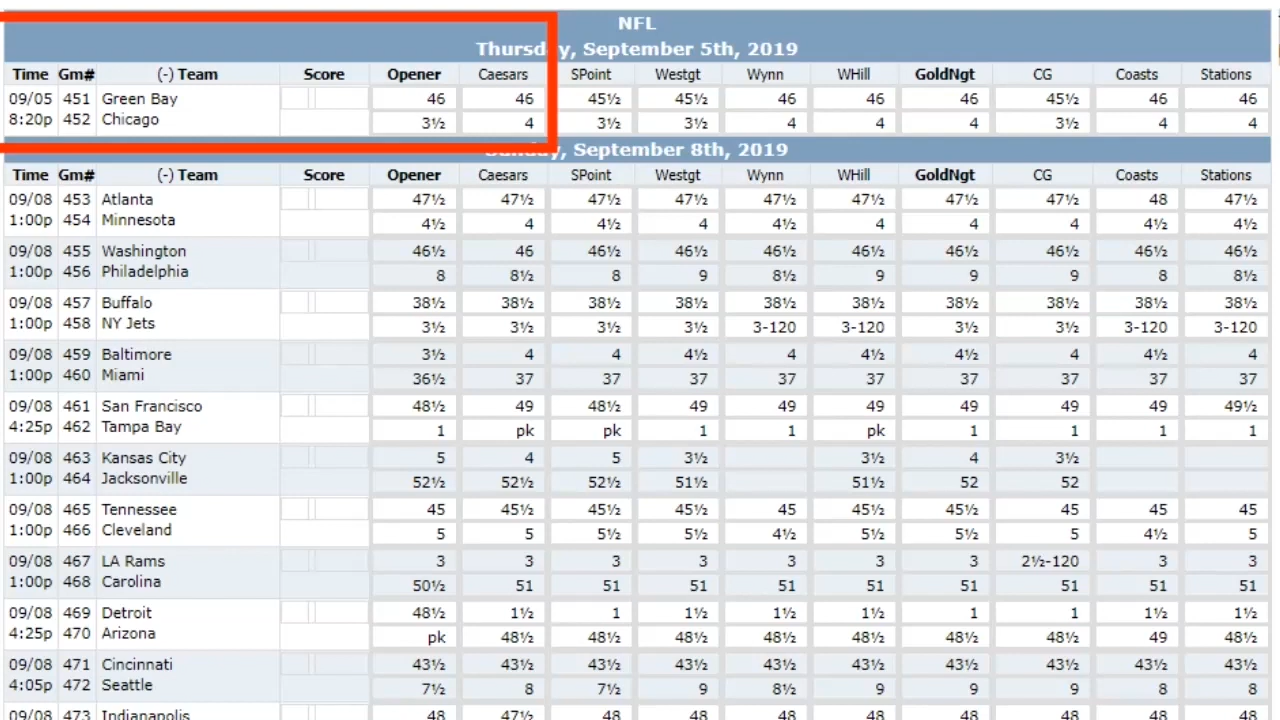 NFL
Thursday, September 5th, 2019
Time Gm# (-) Team Score Opener Caesars SPoint Westgt Wynn WHill GoldNgt CG Coasts Stations
09/05 451 Green Bay 46 46 45½ 45½ 46 46 46 45½ 46 46
8:20p 452 Chicago 3½ 4 3½ 3½ 4 4 4 3½ 4 4
Sunday, September 8th, 2019
Time Gm# (-) Team Score Opener Caesars SPoint Westgt Wynn WHill GoldNgt CG Coasts Stations
09/08 453 Atlanta 47½ 47½ 47½ 47½ 47½ 47½ 47½ 47½ 48 47½
1:00p 454 Minnesota 4½ 4 4½ 4 4½ 4 4 4 4½ 4½
09/08 455 Washington 46½ 46 46½ 46½ 46½ 46½ 46½ 46½ 46½ 46½
1:00p 456 Philadelphia 8 8½ 8 9 8½ 9 9 9 8 8½
09/08 457 Buffalo 38½ 38½ 38½ 38½ 38½ 38½ 38½ 38½ 38½ 38½
1:00p 458 NY Jets 3½ 3½ 3½ 3½ 3-120 3-120 3½ 3½ 3-120 3-120
09/08 459 Baltimore 3½ 4 4 4½ 4 4½ 4½ 4 4½ 4
1:00p 460 Miami 36½ 37 37 37 37 37 37 37 37 37
09/08 461 San Francisco 48½ 49 48½ 49 49 49 49 49 49 49½
4:25p 462 Tampa Bay 1 pk pk 1 1 pk 1 1 1 1
09/08 463 Kansas City 5 4 5 3½ 3½ 4 3½
1:00p 464 Jacksonville 52½ 52½ 52½ 51½ 51½ 52 52
09/08 465 Tennessee 45 45½ 45½ 45½ 45 45½ 45½ 45 45 45
1:00p 466 Cleveland 5 5 5½ 5½ 4½ 5½ 5½ 5 4½ 5
09/08 467 LA Rams 3 3 3 3 3 3 3 2½-120 3 3
1:00p 468 Carolina 50½ 51 51 51 51 51 51 51 51 51
09/08 469 Detroit 48½ 1½ 1 1½ 1½ 1½ 1 1 1½ 1½
4:25p 470 Arizona pk 48½ 48½ 48½ 48½ 48½ 48½ 48½ 49 48½
09/08 471 Cincinnati 43½ 43½ 43½ 43½ 43½ 43½ 43½ 43½ 43½ 43½
4:05p 472 Seattle 7½ 8 7½ 9 8½ 9 9 9 8 8
09/08 473 Indianapolis 48 47½ 48 48 48 48 48 48 48 48